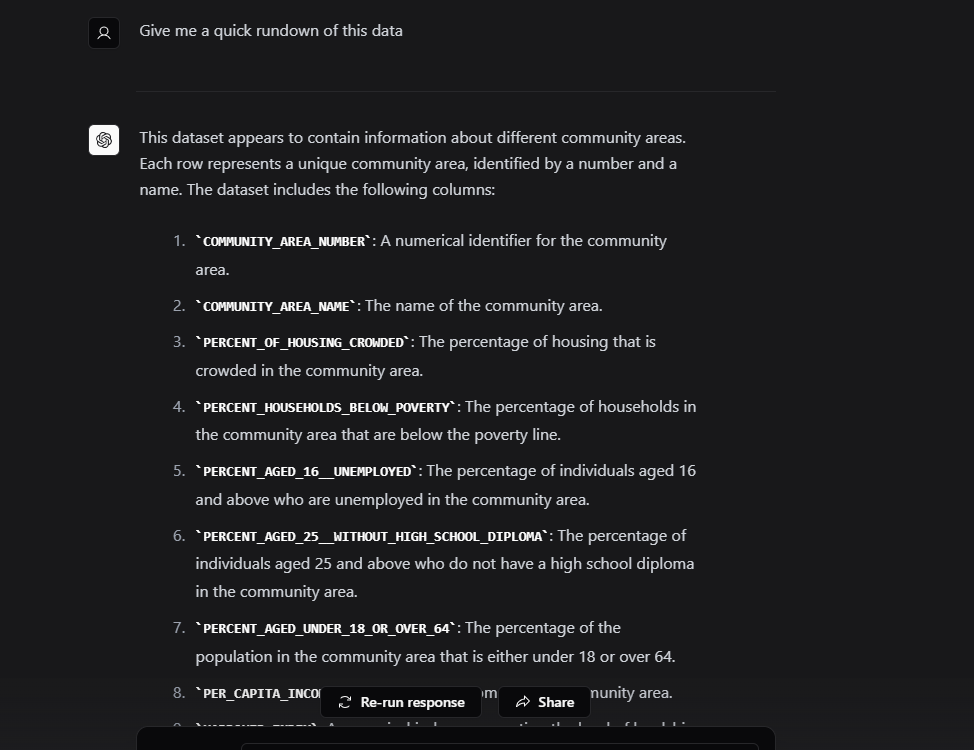 Give me a quick rundown of this data
This dataset appears to contain information about different community areas.
Each row represents a unique community area, identified by a number and a
name. The dataset includes the following columns:
1. `COMMUNITY_AREA_NUMBER`: A numerical identifier for the community
area.
2. `COMMUNITY_AREA_NAME`: The name of the community area.
3. `PERCENT_OF_HOUSING_CROWDED`: The percentage of housing that is
crowded in the community area.
4. `PERCENT_HOUSEHOLDS_BELOW_POVERTY`: The percentage of households in
the community area that are below the poverty line.
5. `PERCENT_AGED_16__UNEMPLOYED`: The percentage of individuals aged 16
and above who are unemployed in the community area.
6. `PERCENT_AGED_25__WITHOUT_HIGH_SCHOOL_DIPLOMA`: The percentage of
individuals aged 25 and above who do not have a high school diploma
in the community area.
7. `PERCENT_AGED_UNDER_18_OR_OVER_64`: The percentage of the
population in the community area that is either under 18 or over 64.
8. `PER_CAPITA_INCO munity area.
Re-run response
Share